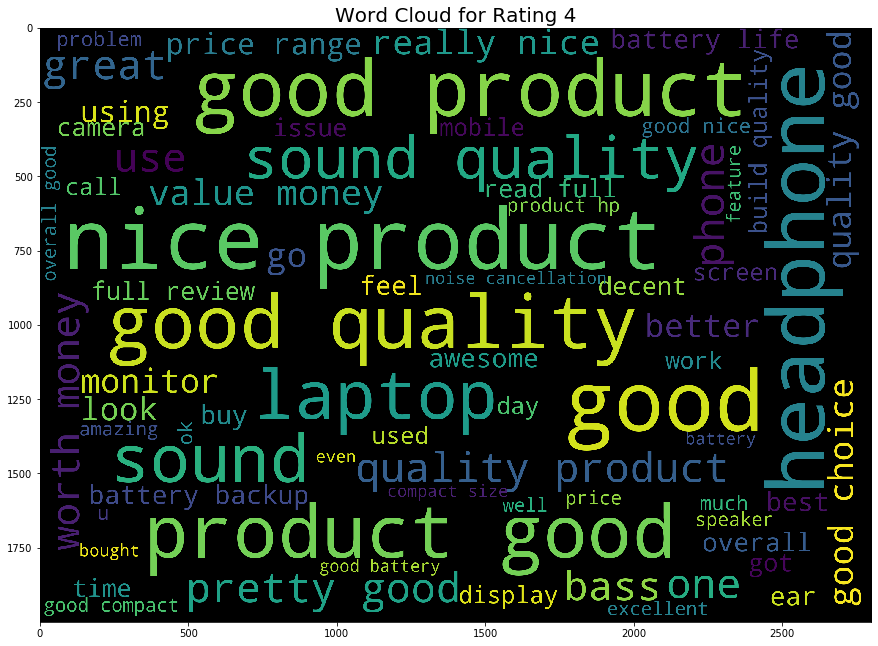 Word Cloud for Rating 4
0
250
500
750
1000
1250
1500
1750
0
500
1000
1500
2000
2500
problem
price range
really nice
battery life
great
good product
using
camera
issue
mobile
good nice
build quality
quality good
headphone
use
sound quality
overall good
call
value money
read full
product hp
phone
feature
nice product
go
noise cancellation
screen
full review
feel
decent
worth money
good quality
better
awesome
work
monitor
laptop
good
good choice
look
buy
day
amazing
ok
used
battery
sound
even
quality product
battery backup
compact size
well
price
much
best
u
product good
speaker
overall
bought
good battery
got
time
pretty good
display
bass
one
ear
good compact
excellent